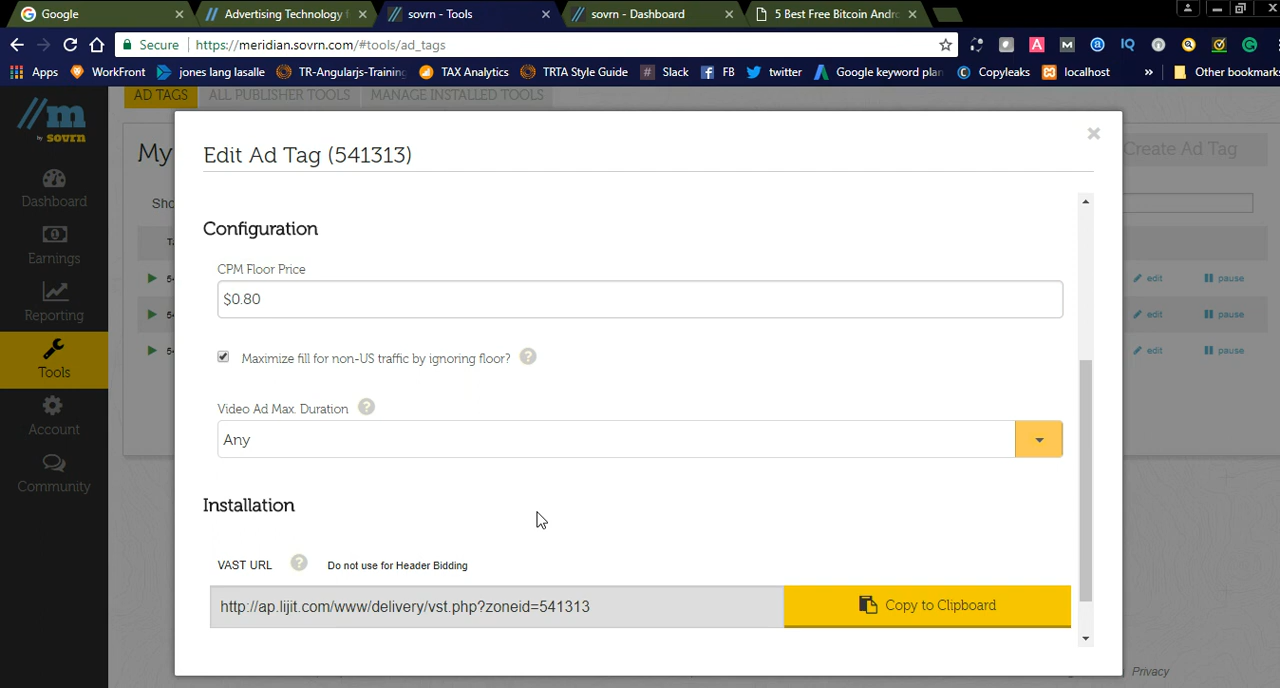 Google
Advertising Technology f
sovrn - Tools
sovrn - Dashboard
5 Best Free Bitcoin Andro
Secure
https://meridian.sovrn.com/#tools/ad_tags
Apps
WorkFront
jones lang lasalle
TR-Angularjs-Training
TAX Analytics
TRTA Style Guide
Slack
FB
twitter
Google keyword plan
Copyleaks
localhost
»
Other bookmarks
//m
by sovrn
Dashboard
Earnings
Reporting
Tools
Account
Community
AD TAGS
ALL PUBLISHER TOOLS
MANAGE INSTALLED TOOLS
My
Create Ad Tag
edit
pause
edit
pause
edit
pause
Edit Ad Tag (541313)
Configuration
CPM Floor Price
$0.80
Maximize fill for non-US traffic by ignoring floor?
Video Ad Max. Duration
Any
Installation
VAST URL
Do not use for Header Bidding
http://ap.lijit.com/www/delivery/vst.php?zoneid=541313
Copy to Clipboard
Privacy